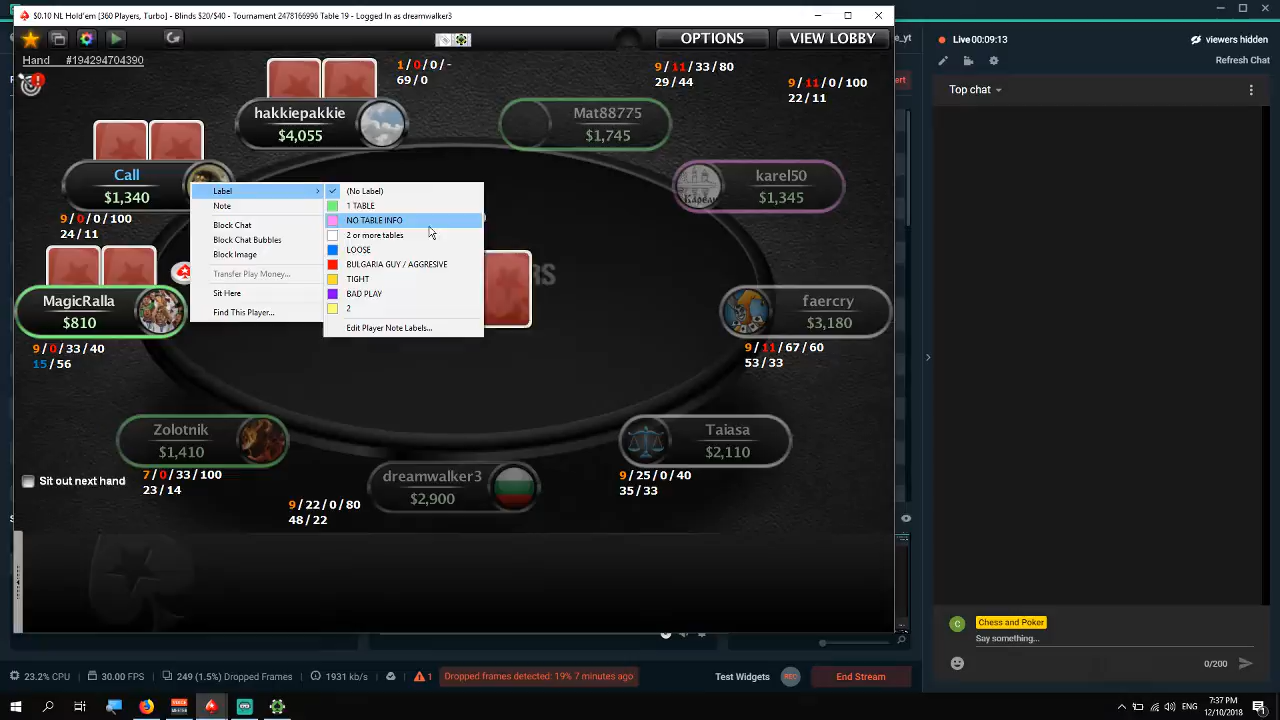 $0.10 NL Hold'em [360 Players, Turbo] - Blinds $20/$40 - Tournament 2478166996 Table 19 - Logged In as dreamwalker3
OPTIONS
VIEW LOBBY
Hand #194294704390
1/0/0/-
69/0
9/11/33/80
29/44
9/11/0/100
22/11
hakkiepakkie
$4,055
Mat88775
$1,745
Call
$1,340
9/0/0/100
24/11
karel50
$1,345
Label
Note
Block Chat
Block Chat Bubbles
Block Image
Transfer Play Money...
Sit Here
Find This Player...
(No Label)
1 TABLE
NO TABLE INFO
2 or more tables
LOOSE
BULGARIA GUY / AGGRESIVE
TIGHT
BAD PLAY
2
Edit Player Note Labels...
MagicRalla
$810
9/0/33/40
15/56
faercry
$3,180
9/11/67/60
53/33
Zolotnik
$1,410
7/0/33/100
23/14
Taiasa
$2,110
9/25/0/40
35/33
dreamwalker3
$2,900
9/22/0/80
48/22
Sit out next hand
Live 00:09:13
viewers hidden
Refresh Chat
Top chat
C
Chess and Poker
Say something...
0/200
23.2% CPU
30.00 FPS
249 (1.5%) Dropped Frames
1931 kb/s
1
Dropped frames detected: 19% 7 minutes ago
Test Widgets
REC
End Stream
ENG
7:37 PM
12/10/2018